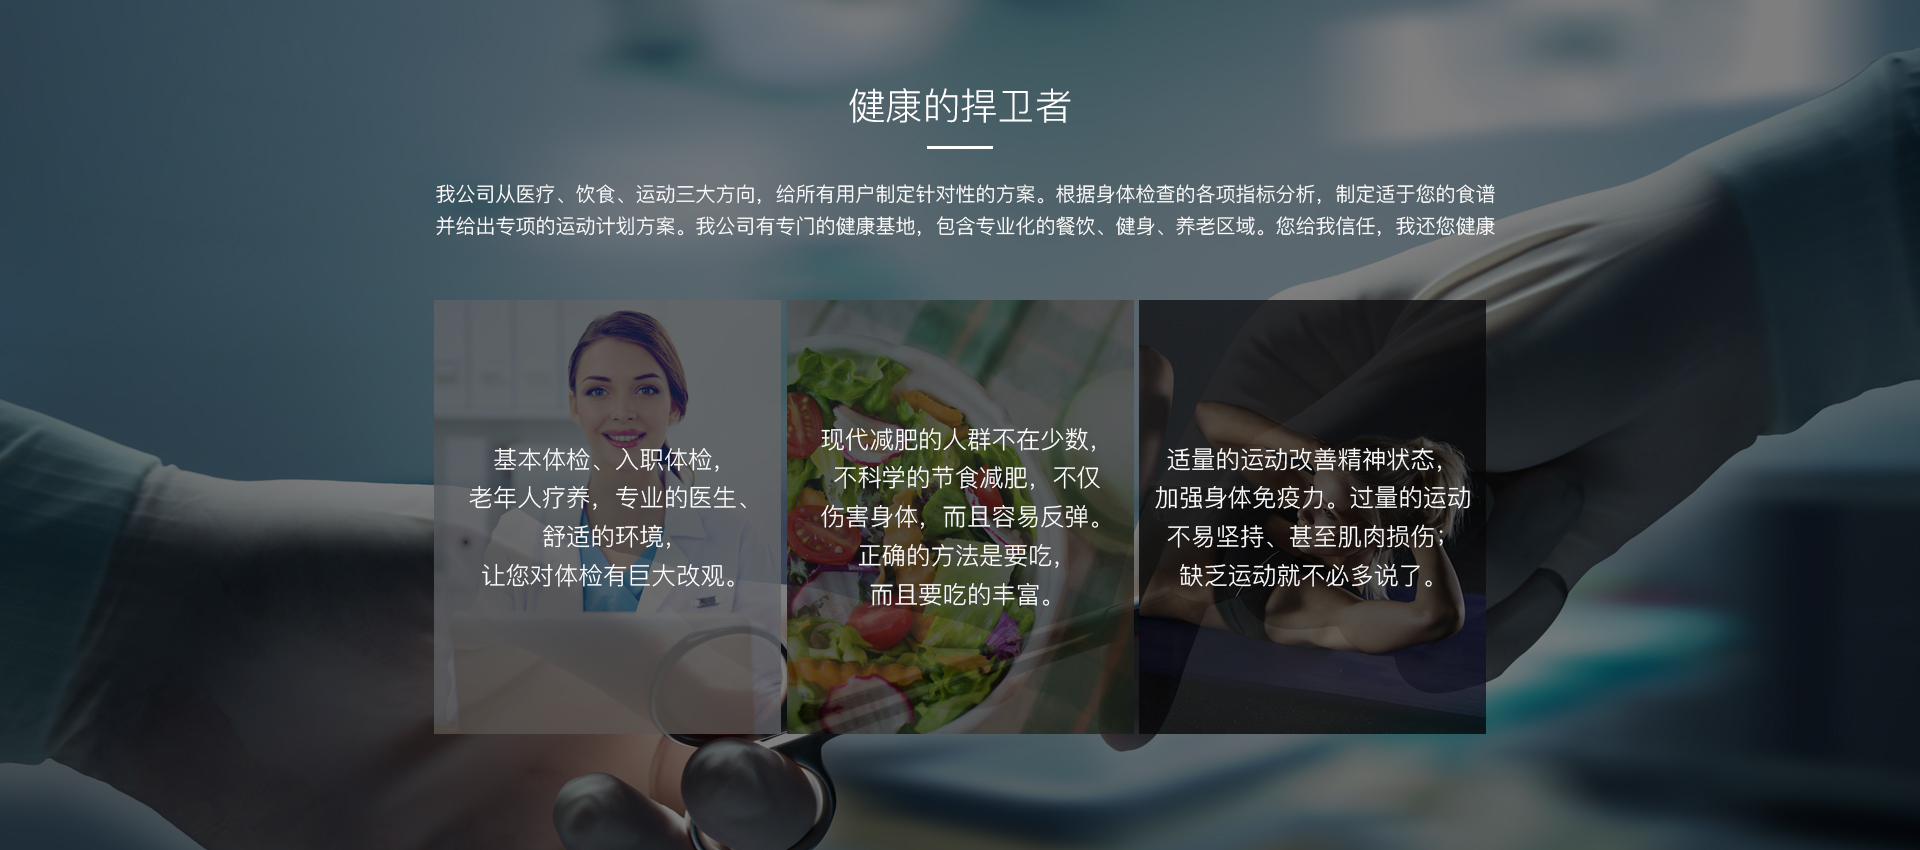 健康的捍卫者
我公司从医疗、饮食、运动三大方向，给所有用户制定针对性的方案。根据身体检查的各项指标分析，制定适于您的食谱
并给出专项的运动计划方案。我公司有专门的健康基地，包含专业化的餐饮、健身、养老区域。您给我信任，我还您健康
基本体检、入职体检，
老年人疗养，专业的医生、
舒适的环境，
让您对体检有巨大改观。
现代减肥的人群不在少数，
不科学的节食减肥，不仅
伤害身体，而且容易反弹。
正确的方法是要吃，
而且要吃的丰富。
适量的运动改善精神状态，
加强身体免疫力。过量的运动
不易坚持、甚至肌肉损伤；
缺乏运动就不必多说了。